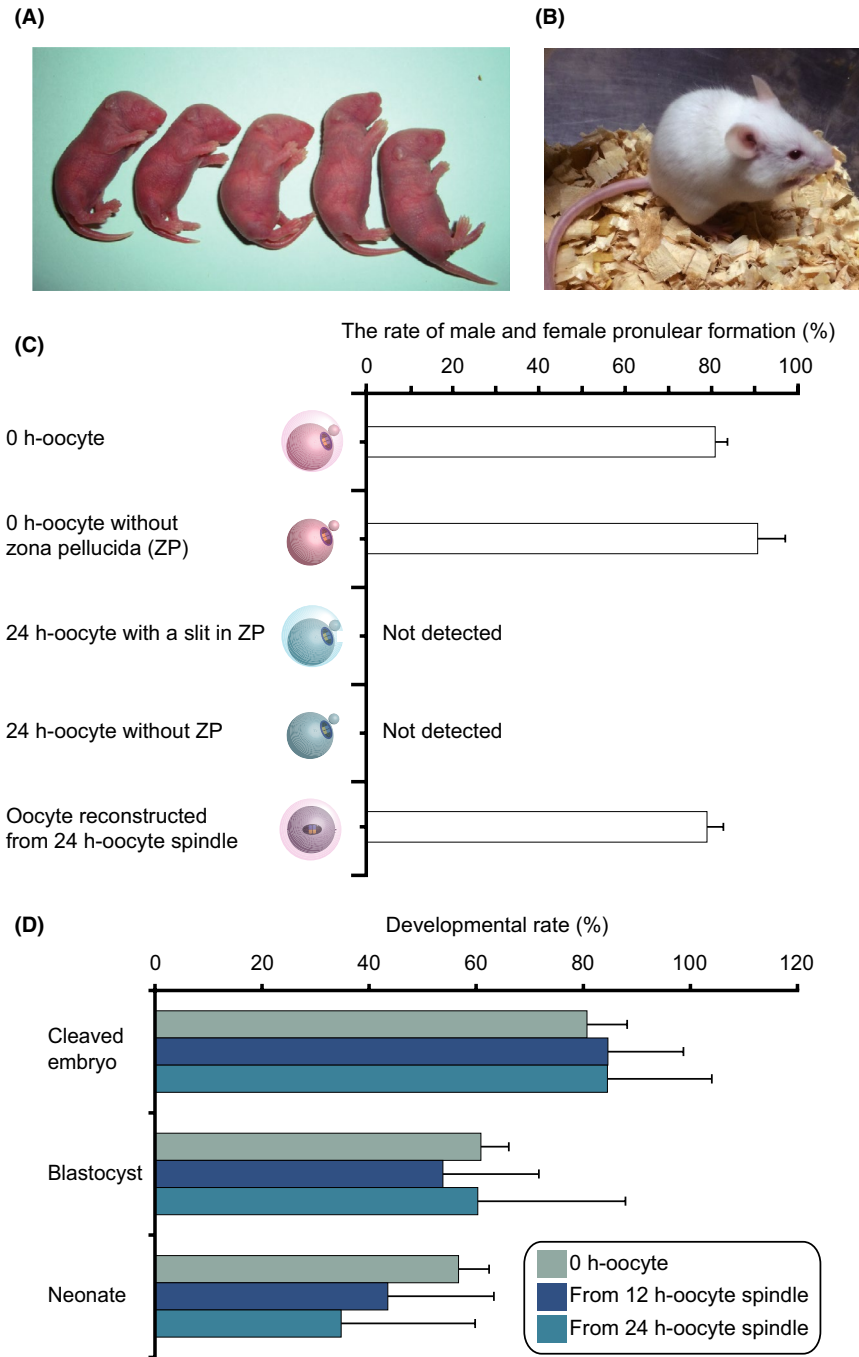 (A)
(B)
(C)
The rate of male and female pronulear formation (%)
0 20 40 60 80 100
0 h-oocyte
0 h-oocyte without
zona pellucida (ZP)
24 h-oocyte with a slit in ZP
Not detected
24 h-oocyte without ZP
Not detected
Oocyte reconstructed
from 24 h-oocyte spindle
(D)
Developmental rate (%)
0 20 40 60 80 100 120
Cleaved
embryo
Blastocyst
Neonate
0 h-oocyte
From 12 h-oocyte spindle
From 24 h-oocyte spindle